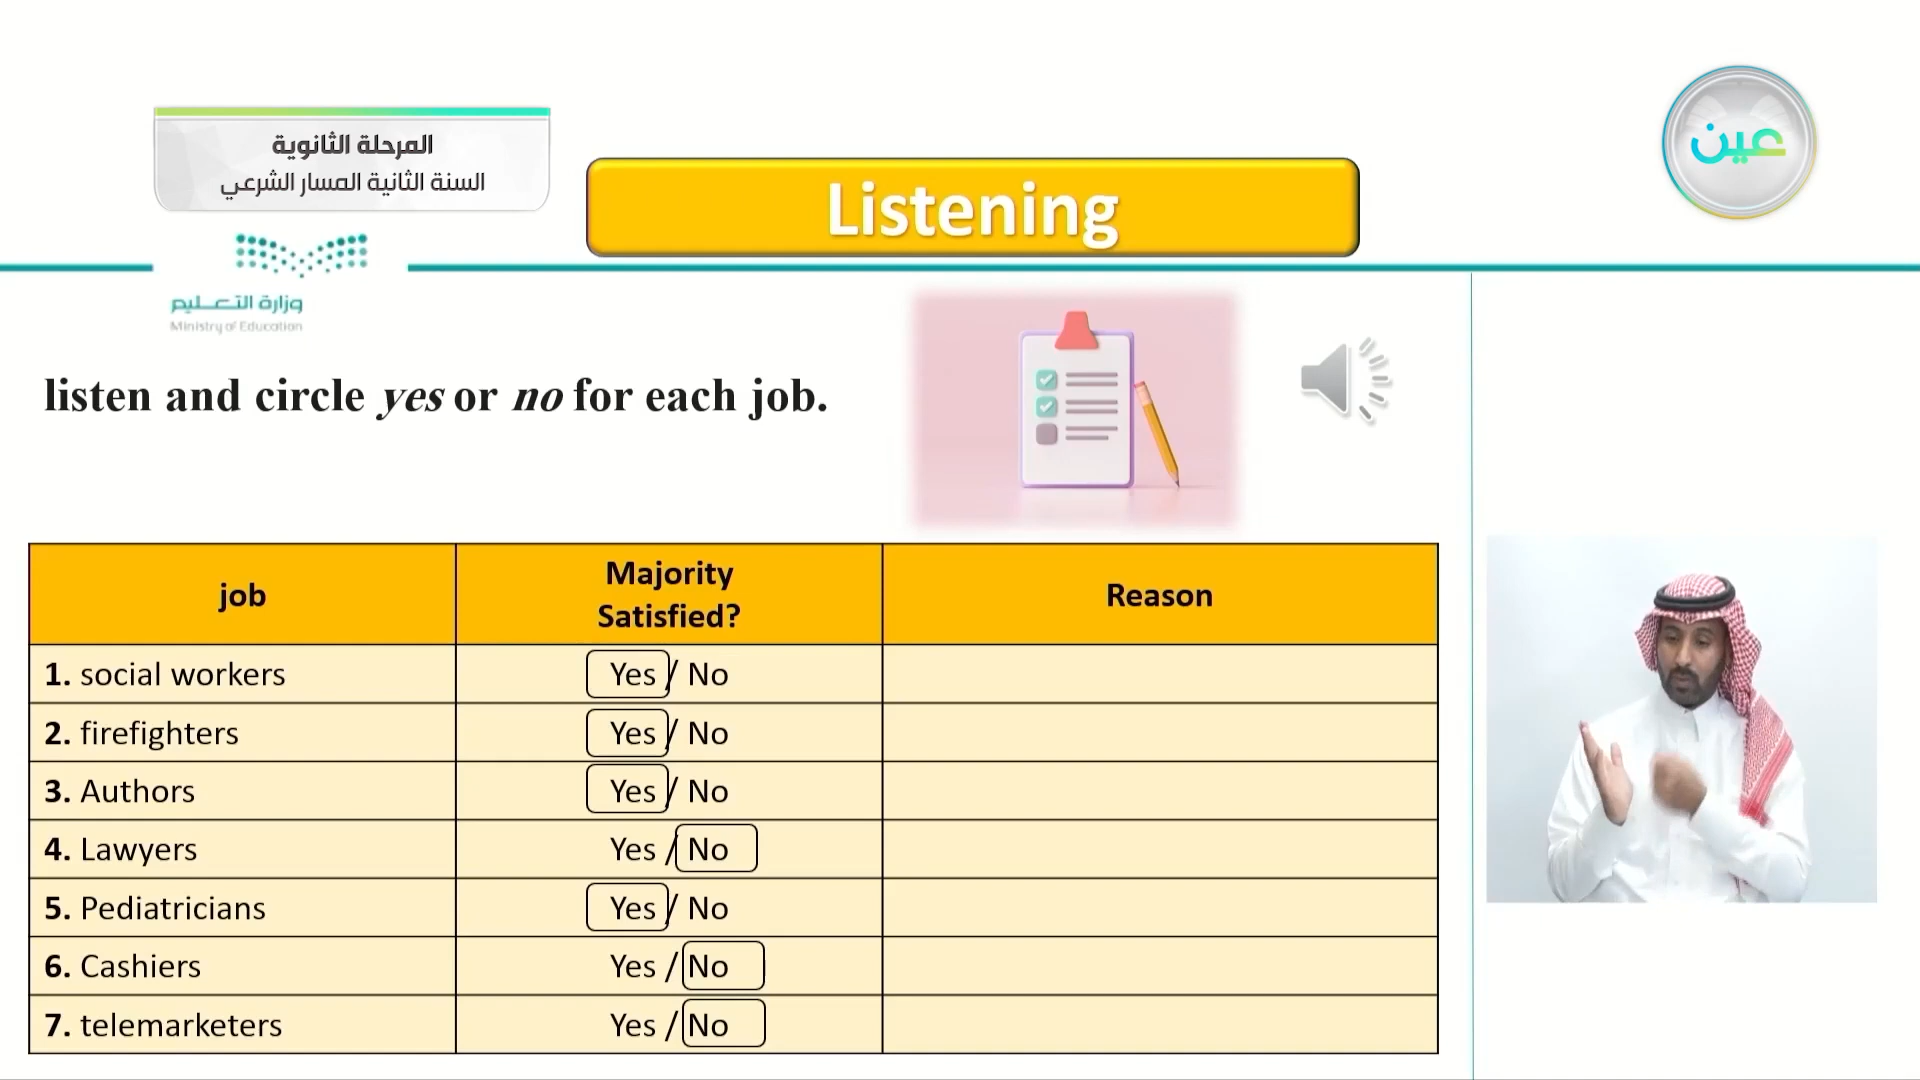 المرحلة الثانوية
السنة الثانية المسار الشرعي
عين
Listening
وزارة التعليم
Ministry of Education
listen and circle yes or no for each job.
job | Majority Satisfied? | Reason
1. social workers | Yes / No
2. firefighters | Yes / No
3. Authors | Yes / No
4. Lawyers | Yes / No
5. Pediatricians | Yes / No
6. Cashiers | Yes / No
7. telemarketers | Yes / No